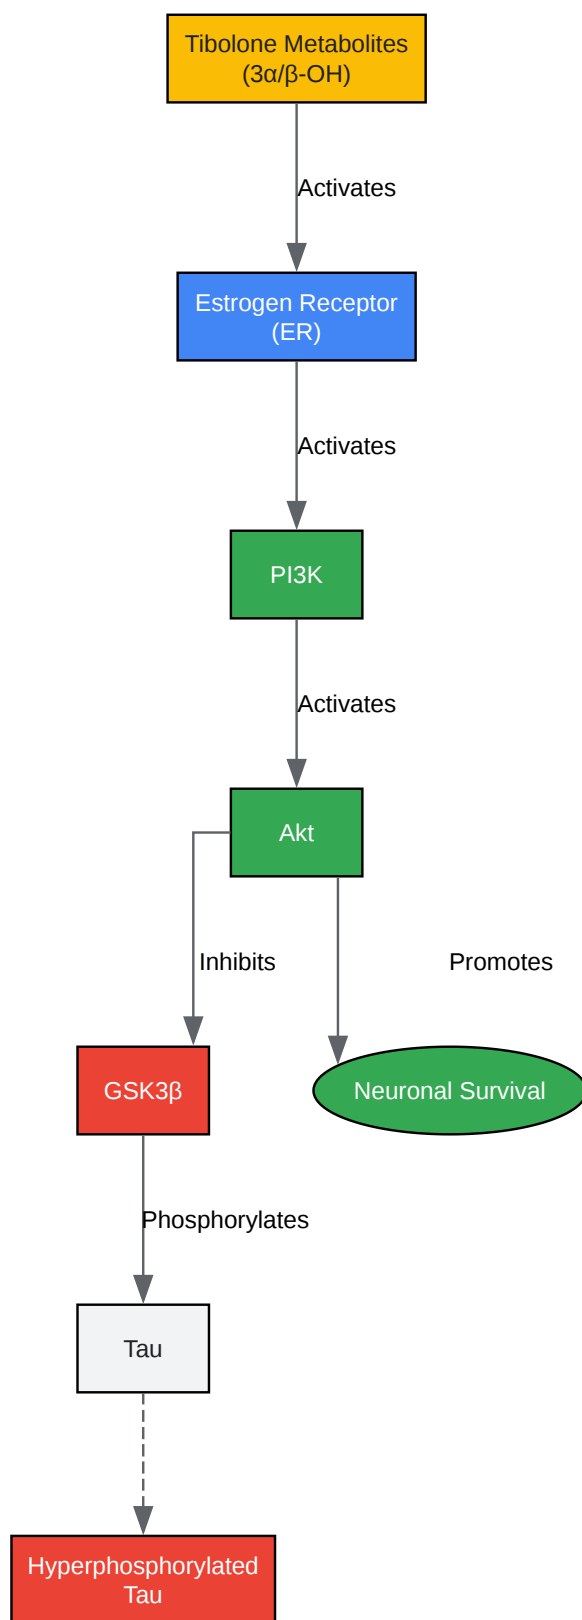 Tibolone Metabolites
(3α/β-OH)
Activates
Estrogen Receptor
(ER)
Activates
PI3K
Activates
Akt
Inhibits
Promotes
GSK3β
Neuronal Survival
Phosphorylates
Tau
Hyperphosphorylated
Tau